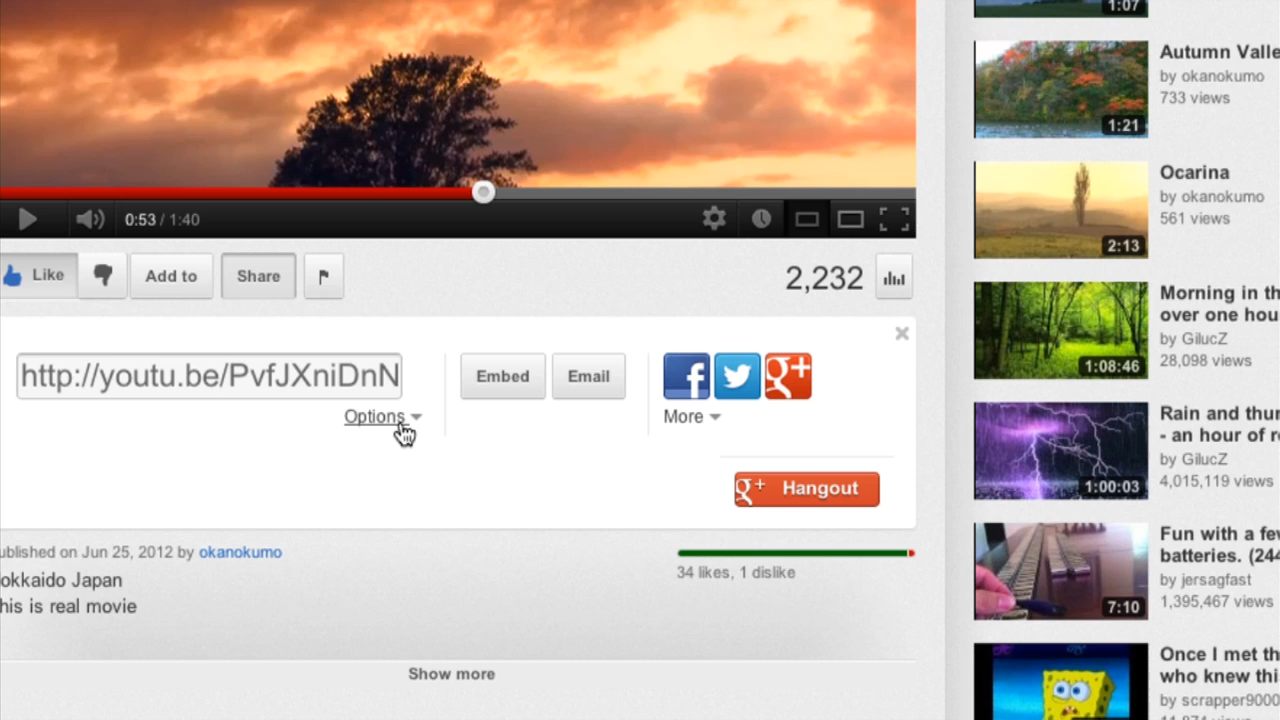 0:53 / 1:40
Like
Add to
Share
2,232
http://youtu.be/PvfJXniDnN
Options
Embed
Email
More
g+ Hangout
ublished on Jun 25, 2012 by okanokumo
okkaido Japan
his is real movie
34 likes, 1 dislike
Show more
1:07
Autumn Valle
by okanokumo
733 views
1:21
Ocarina
by okanokumo
561 views
2:13
Morning in th
over one hou
by GilucZ
28,098 views
1:08:46
Rain and thun
- an hour of re
by GilucZ
4,015,119 views
1:00:03
Fun with a few
batteries. (244
by jersagfast
1,395,467 views
7:10
Once I met th
who knew thi
by scrapper9000